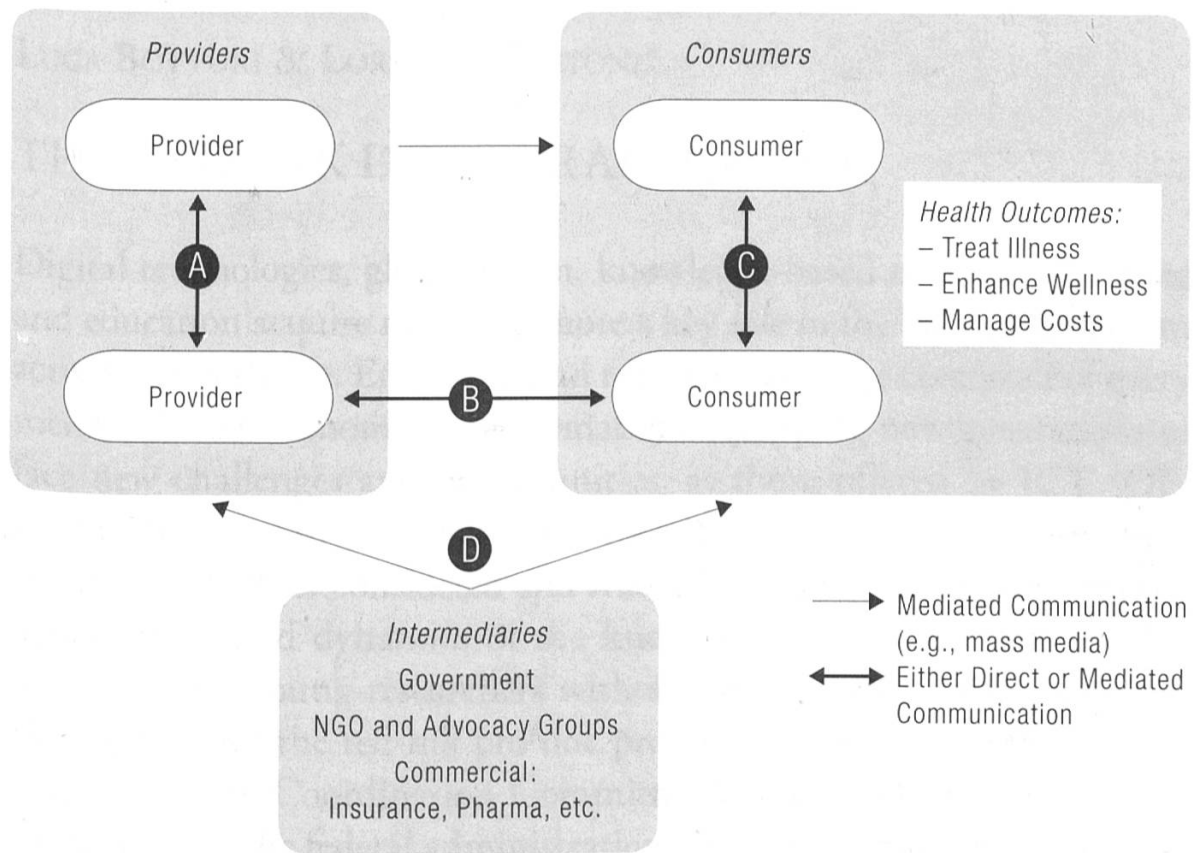 Providers
Consumers
Provider
Consumer
Health Outcomes:
– Treat Illness
– Enhance Wellness
– Manage Costs
A
C
Provider
B
Consumer
D
Intermediaries
Government
NGO and Advocacy Groups
Commercial:
Insurance, Pharma, etc.
Mediated Communication
(e.g., mass media)
Either Direct or Mediated
Communication